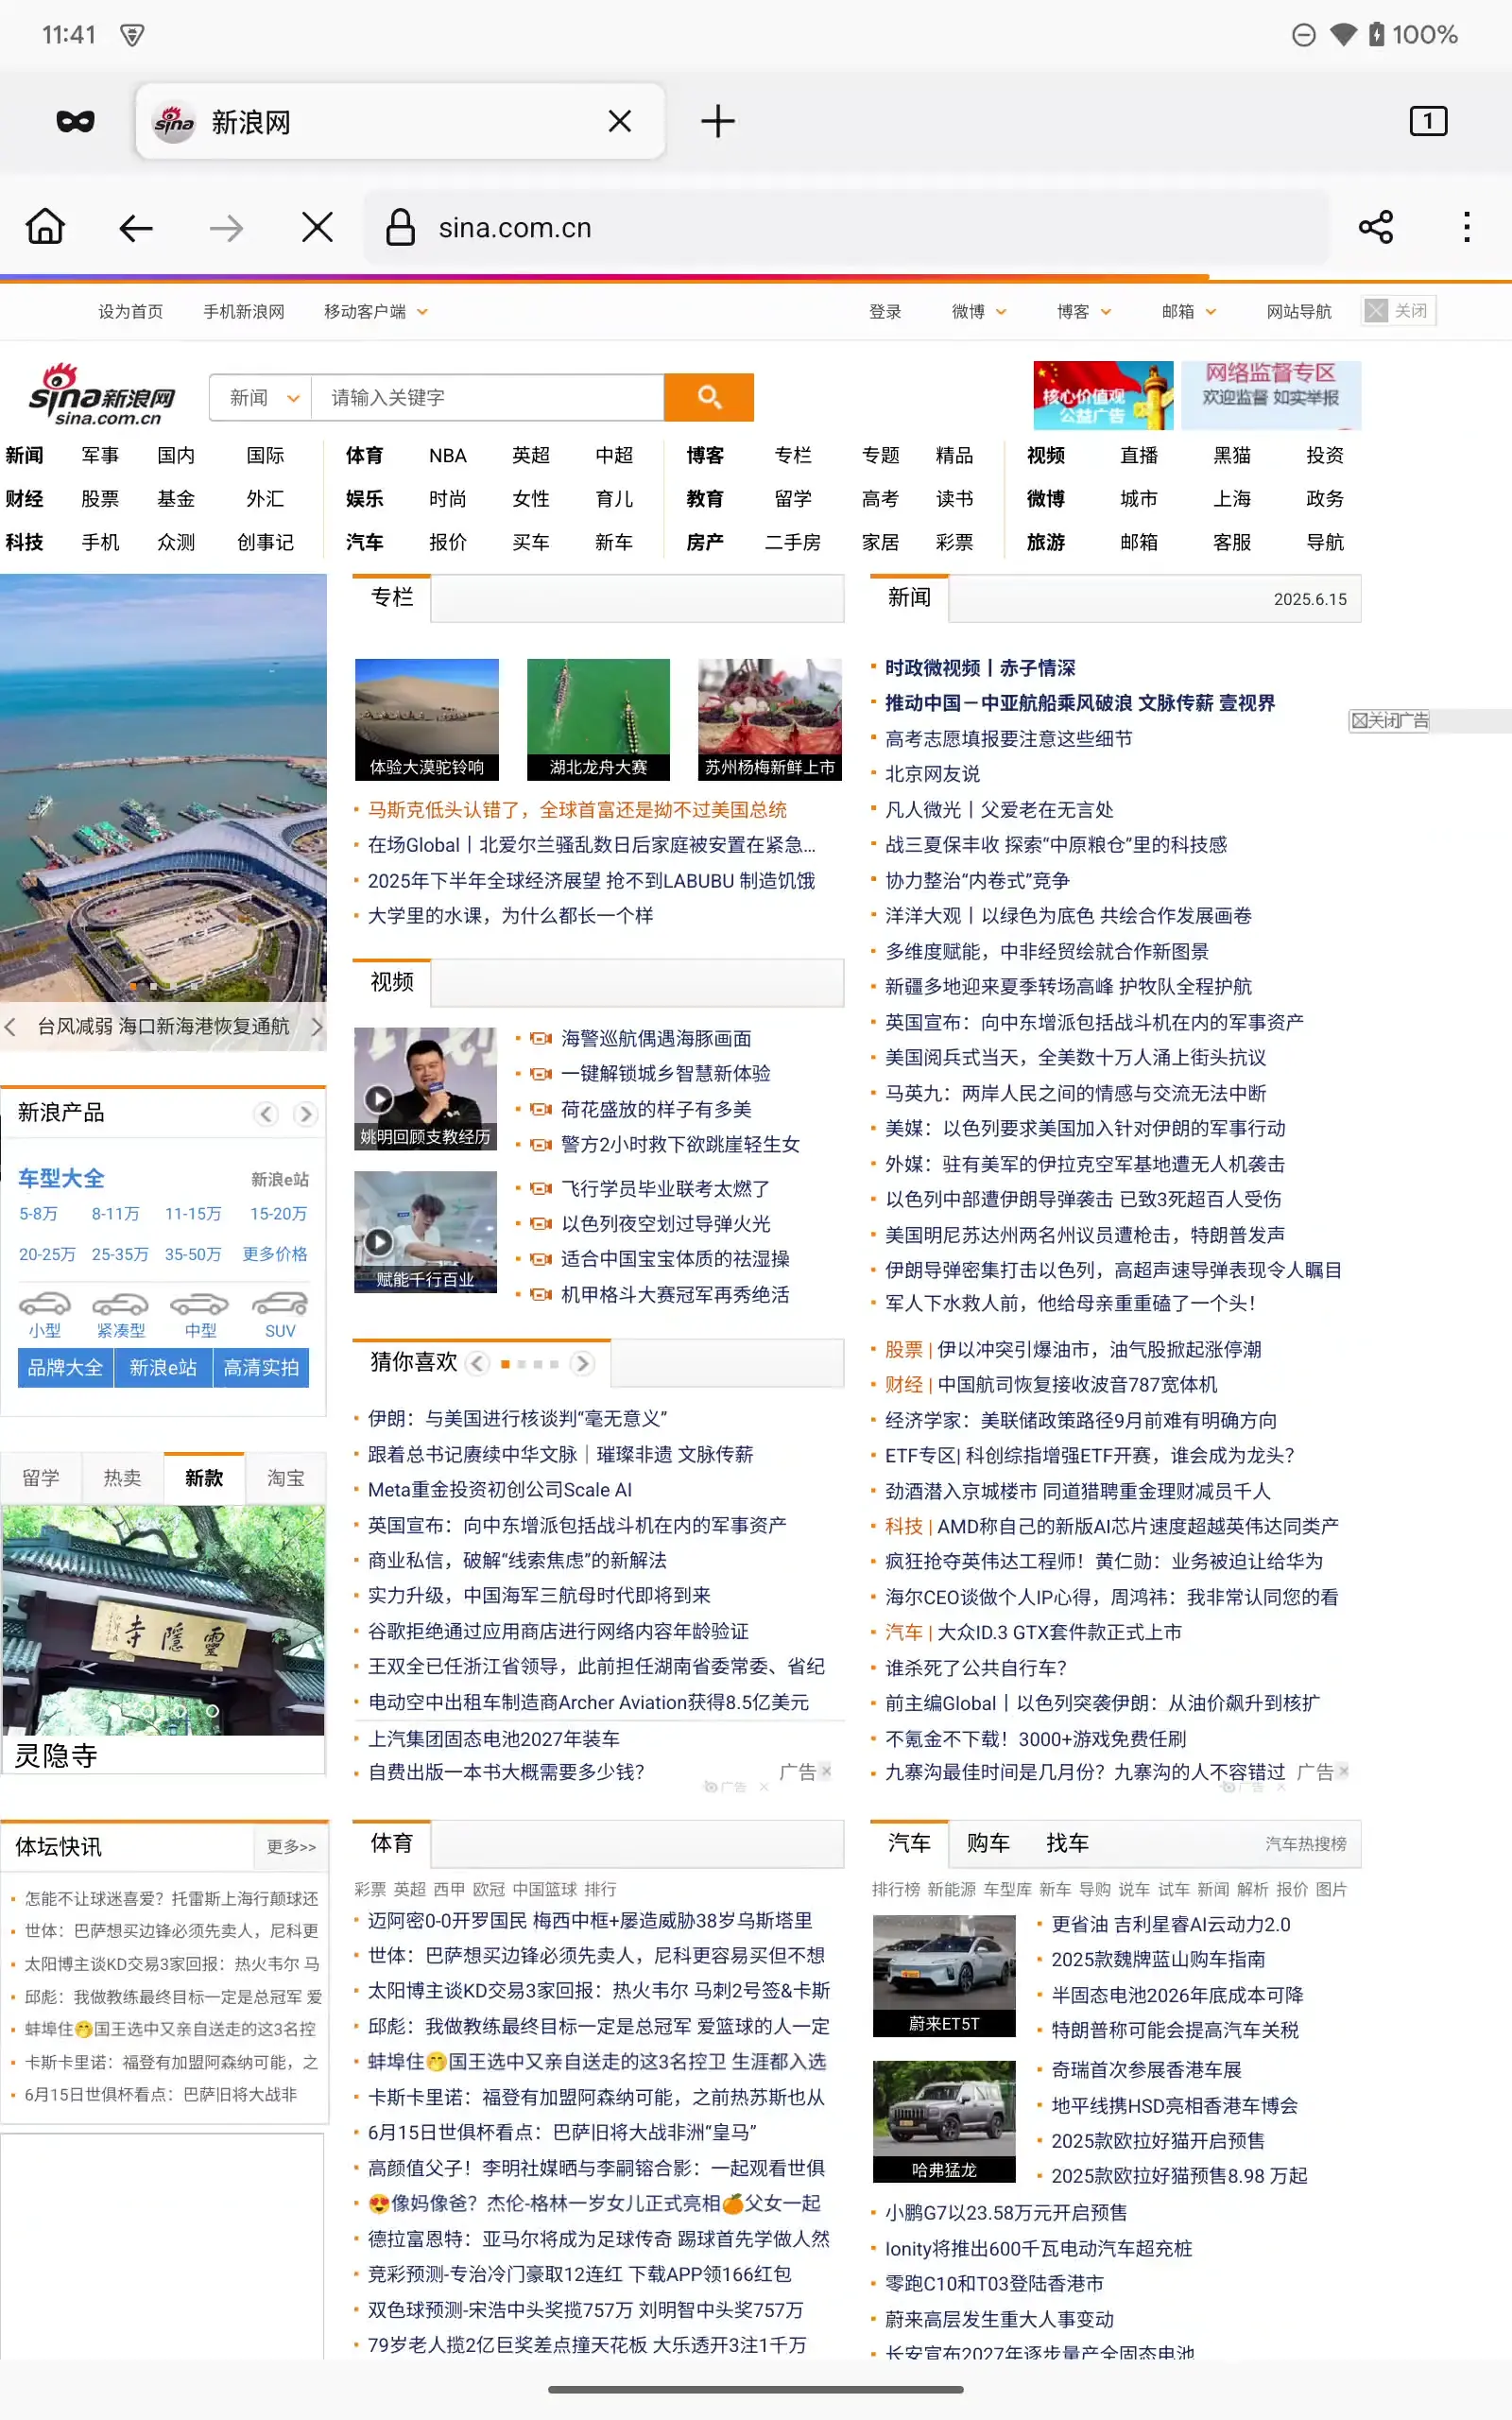 11:41
100%
新浪网
1
sina.com.cn
设为首页 手机新浪网 移动客户端 登录 微博 博客 邮箱 网站导航 关闭
sina新浪网
sina.com.cn
新闻 请输入关键字
核心价值观
公益广告
网络监督专区
欢迎监督 如实举报
新闻 军事 国内 国际 体育 NBA 英超 中超 博客 专栏 专题 精品 视频 直播 黑猫 投资
财经 股票 基金 外汇 娱乐 时尚 女性 育儿 教育 留学 高考 读书 微博 城市 上海 政务
科技 手机 众测 创事记 汽车 报价 买车 新车 房产 二手房 家居 彩票 旅游 邮箱 客服 导航
台风减弱 海口新海港恢复通航
新浪产品
车型大全 新浪e站
5-8万 8-11万 11-15万 15-20万
20-25万 25-35万 35-50万 更多价格
小型 紧凑型 中型 SUV
品牌大全 新浪e站 高清实拍
留学 热卖 新款 淘宝
靈隱寺
灵隐寺
体坛快讯 更多>>
怎能不让球迷喜爱？托雷斯上海行颠球还
世体：巴萨想买边锋必须先卖人，尼科更
太阳博主谈KD交易3家回报：热火韦尔 马
邱彪：我做教练最终目标一定是总冠军 爱
蚌埠住🤭国王选中又亲自送走的这3名控
卡斯卡里诺：福登有加盟阿森纳可能，之
6月15日世俱杯看点：巴萨旧将大战非
专栏
体验大漠驼铃响 湖北龙舟大赛 苏州杨梅新鲜上市
马斯克低头认错了，全球首富还是拗不过美国总统
在场Global丨北爱尔兰骚乱数日后家庭被安置在紧急...
2025年下半年全球经济展望 抢不到LABUBU 制造饥饿
大学里的水课，为什么都长一个样
视频
姚明回顾支教经历
海警巡航偶遇海豚画面
一键解锁城乡智慧新体验
荷花盛放的样子有多美
警方2小时救下欲跳崖轻生女
赋能千行百业
飞行学员毕业联考太燃了
以色列夜空划过导弹火光
适合中国宝宝体质的祛湿操
机甲格斗大赛冠军再秀绝活
猜你喜欢
伊朗：与美国进行核谈判“毫无意义”
跟着总书记赓续中华文脉｜璀璨非遗 文脉传薪
Meta重金投资初创公司Scale AI
英国宣布：向中东增派包括战斗机在内的军事资产
商业私信，破解“线索焦虑”的新解法
实力升级，中国海军三航母时代即将到来
谷歌拒绝通过应用商店进行网络内容年龄验证
王双全已任浙江省领导，此前担任湖南省委常委、省纪
电动空中出租车制造商Archer Aviation获得8.5亿美元
上汽集团固态电池2027年装车
自费出版一本书大概需要多少钱？ 广告
广告
体育
彩票 英超 西甲 欧冠 中国篮球 排行
迈阿密0-0开罗国民 梅西中框+屡造威胁38岁乌斯塔里
世体：巴萨想买边锋必须先卖人，尼科更容易买但不想
太阳博主谈KD交易3家回报：热火韦尔 马刺2号签&卡斯
邱彪：我做教练最终目标一定是总冠军 爱篮球的人一定
蚌埠住🤭国王选中又亲自送走的这3名控卫 生涯都入选
卡斯卡里诺：福登有加盟阿森纳可能，之前热苏斯也从
6月15日世俱杯看点：巴萨旧将大战非洲“皇马”
高颜值父子！李明社媒晒与李嗣镕合影：一起观看世俱
😍像妈像爸？杰伦-格林一岁女儿正式亮相🍊父女一起
德拉富恩特：亚马尔将成为足球传奇 踢球首先学做人然
竞彩预测-专治冷门豪取12连红 下载APP领166红包
双色球预测-宋浩中头奖揽757万 刘明智中头奖757万
79岁老人揽2亿巨奖差点撞天花板 大乐透开3注1千万
新闻 2025.6.15
时政微视频丨赤子情深
推动中国－中亚航船乘风破浪 文脉传薪 壹视界
关闭广告
高考志愿填报要注意这些细节
北京网友说
凡人微光丨父爱老在无言处
战三夏保丰收 探索“中原粮仓”里的科技感
协力整治“内卷式”竞争
洋洋大观丨以绿色为底色 共绘合作发展画卷
多维度赋能，中非经贸绘就合作新图景
新疆多地迎来夏季转场高峰 护牧队全程护航
英国宣布：向中东增派包括战斗机在内的军事资产
美国阅兵式当天，全美数十万人涌上街头抗议
马英九：两岸人民之间的情感与交流无法中断
美媒：以色列要求美国加入针对伊朗的军事行动
外媒：驻有美军的伊拉克空军基地遭无人机袭击
以色列中部遭伊朗导弹袭击 已致3死超百人受伤
美国明尼苏达州两名州议员遭枪击，特朗普发声
伊朗导弹密集打击以色列，高超声速导弹表现令人瞩目
军人下水救人前，他给母亲重重磕了一个头！
股票 | 伊以冲突引爆油市，油气股掀起涨停潮
财经 | 中国航司恢复接收波音787宽体机
经济学家：美联储政策路径9月前难有明确方向
ETF专区| 科创综指增强ETF开赛，谁会成为龙头？
劲酒潜入京城楼市 同道猎聘重金理财减员千人
科技 | AMD称自己的新版AI芯片速度超越英伟达同类产
疯狂抢夺英伟达工程师！黄仁勋：业务被迫让给华为
海尔CEO谈做个人IP心得，周鸿祎：我非常认同您的看
汽车 | 大众ID.3 GTX套件款正式上市
谁杀死了公共自行车？
前主编Global丨以色列突袭伊朗：从油价飙升到核扩
不氪金不下载！3000+游戏免费任刷
九寨沟最佳时间是几月份？九寨沟的人不容错过 广告
广告
汽车 购车 找车 汽车热搜榜
排行榜 新能源 车型库 新车 导购 说车 试车 新闻 解析 报价 图片
蔚来ET5T
更省油 吉利星睿AI云动力2.0
2025款魏牌蓝山购车指南
半固态电池2026年底成本可降
特朗普称可能会提高汽车关税
哈弗猛龙
奇瑞首次参展香港车展
地平线携HSD亮相香港车博会
2025款欧拉好猫开启预售
2025款欧拉好猫预售8.98 万起
小鹏G7以23.58万元开启预售
Ionity将推出600千瓦电动汽车超充桩
零跑C10和T03登陆香港市
蔚来高层发生重大人事变动
长安宣布2027年逐步量产全固态电池